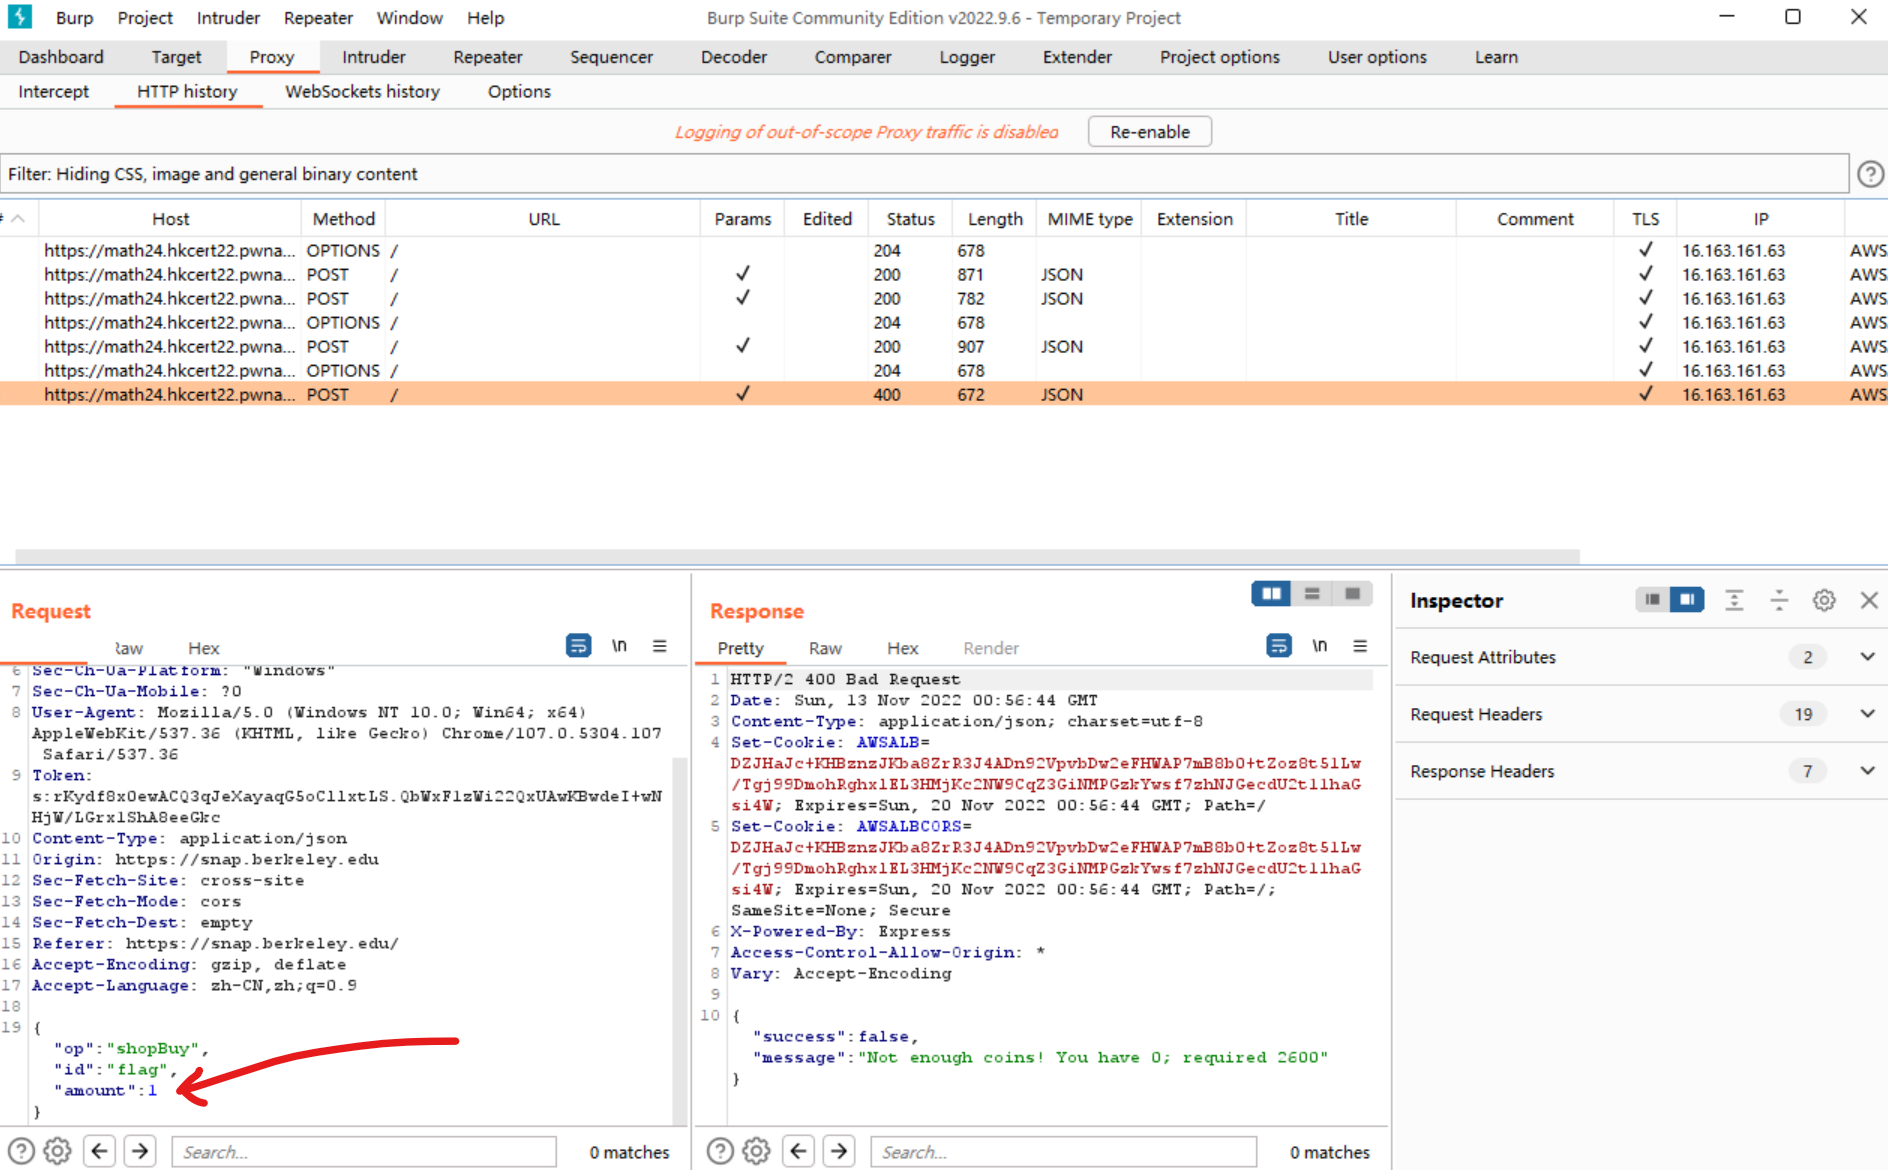 Burp Project Intruder Repeater Window Help Burp Suite Community Edition v2022.9.6 - Temporary Project
Dashboard Target Proxy Intruder Repeater Sequencer Decoder Comparer Logger Extender Project options User options Learn
Intercept HTTP history WebSockets history Options
Logging of out-of-scope Proxy traffic is disabled Re-enable
Filter: Hiding CSS, image and general binary content
# Host Method URL Params Edited Status Length MIME type Extension Title Comment TLS IP
https://math24.hkcert22.pwna... OPTIONS / 204 678 ✓ 16.163.161.63 AWS
https://math24.hkcert22.pwna... POST / ✓ 200 871 JSON ✓ 16.163.161.63 AWS
https://math24.hkcert22.pwna... POST / ✓ 200 782 JSON ✓ 16.163.161.63 AWS
https://math24.hkcert22.pwna... OPTIONS / 204 678 ✓ 16.163.161.63 AWS
https://math24.hkcert22.pwna... POST / ✓ 200 907 JSON ✓ 16.163.161.63 AWS
https://math24.hkcert22.pwna... OPTIONS / 204 678 ✓ 16.163.161.63 AWS
https://math24.hkcert22.pwna... POST / ✓ 400 672 JSON ✓ 16.163.161.63 AWS
Request
Raw Hex \n
6 Sec-Ch-Ua-Platform: "Windows"
7 Sec-Ch-Ua-Mobile: ?0
8 User-Agent: Mozilla/5.0 (Windows NT 10.0; Win64; x64)
AppleWebKit/537.36 (KHTML, like Gecko) Chrome/107.0.5304.107
Safari/537.36
9 Token:
s:rKydf8x0ewACQ3qJeXayaqG5oCllxtLS.QbWxFlzWi22QxUAwKBwdeI+wN
HjW/LGrxlShA8eeGkc
10 Content-Type: application/json
11 Origin: https://snap.berkeley.edu
12 Sec-Fetch-Site: cross-site
13 Sec-Fetch-Mode: cors
14 Sec-Fetch-Dest: empty
15 Referer: https://snap.berkeley.edu/
16 Accept-Encoding: gzip, deflate
17 Accept-Language: zh-CN,zh;q=0.9
18
19 {
"op":"shopBuy",
"id":"flag",
"amount":1
}
Search... 0 matches
Response
Pretty Raw Hex Render \n
1 HTTP/2 400 Bad Request
2 Date: Sun, 13 Nov 2022 00:56:44 GMT
3 Content-Type: application/json; charset=utf-8
4 Set-Cookie: AWSALB=
DZJHaJc+KHBznzJKba8ZrR3J4ADn92VpvbDw2eFHWAP7mB8b0+tZoz8t51Lw
/Tgj99DmohRghxlEL3HMjKc2NW9CqZ3GiNMPGzkYwsf7zhNJGecdU2tllhaG
si4W; Expires=Sun, 20 Nov 2022 00:56:44 GMT; Path=/
5 Set-Cookie: AWSALBCORS=
DZJHaJc+KHBznzJKba8ZrR3J4ADn92VpvbDw2eFHWAP7mB8b0+tZoz8t51Lw
/Tgj99DmohRghxlEL3HMjKc2NW9CqZ3GiNMPGzkYwsf7zhNJGecdU2tllhaG
si4W; Expires=Sun, 20 Nov 2022 00:56:44 GMT; Path=/;
SameSite=None; Secure
6 X-Powered-By: Express
7 Access-Control-Allow-Origin: *
8 Vary: Accept-Encoding
9
10 {
"success":false,
"message":"Not enough coins! You have 0; required 2600"
}
Search... 0 matches
Inspector
Request Attributes 2
Request Headers 19
Response Headers 7